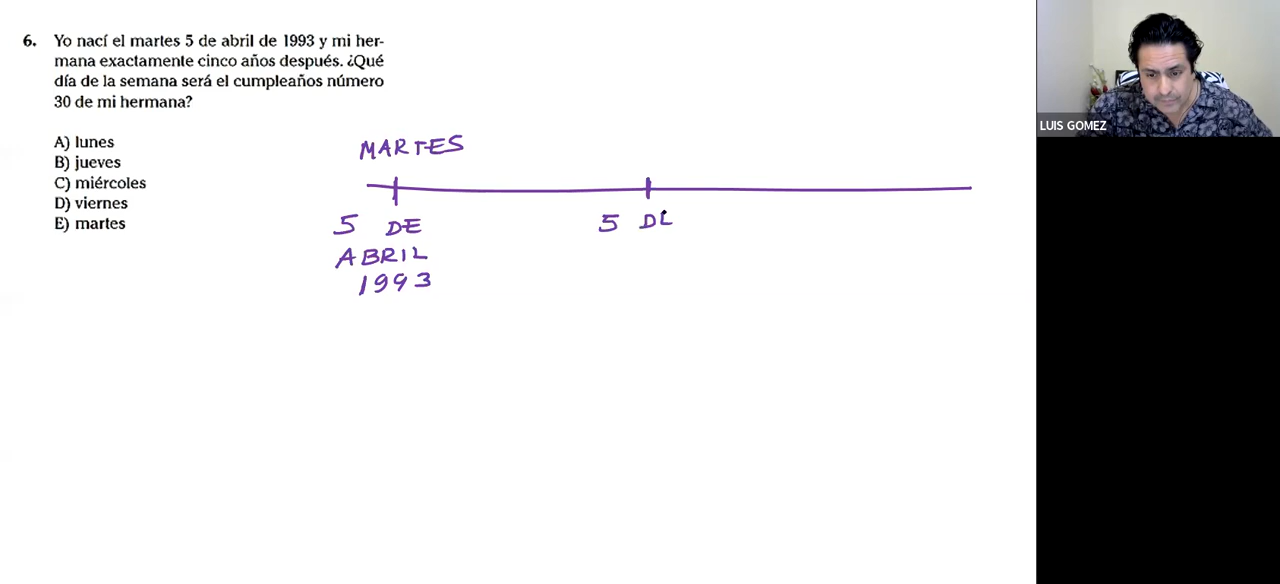 6. Yo nací el martes 5 de abril de 1993 y mi her-
mana exactamente cinco años después. ¿Qué
día de la semana será el cumpleaños número
30 de mi hermana?
A) lunes
B) jueves
C) miércoles
D) viernes
E) martes
MARTES
5 DE
ABRIL
1993
5 DE
LUIS GOMEZ